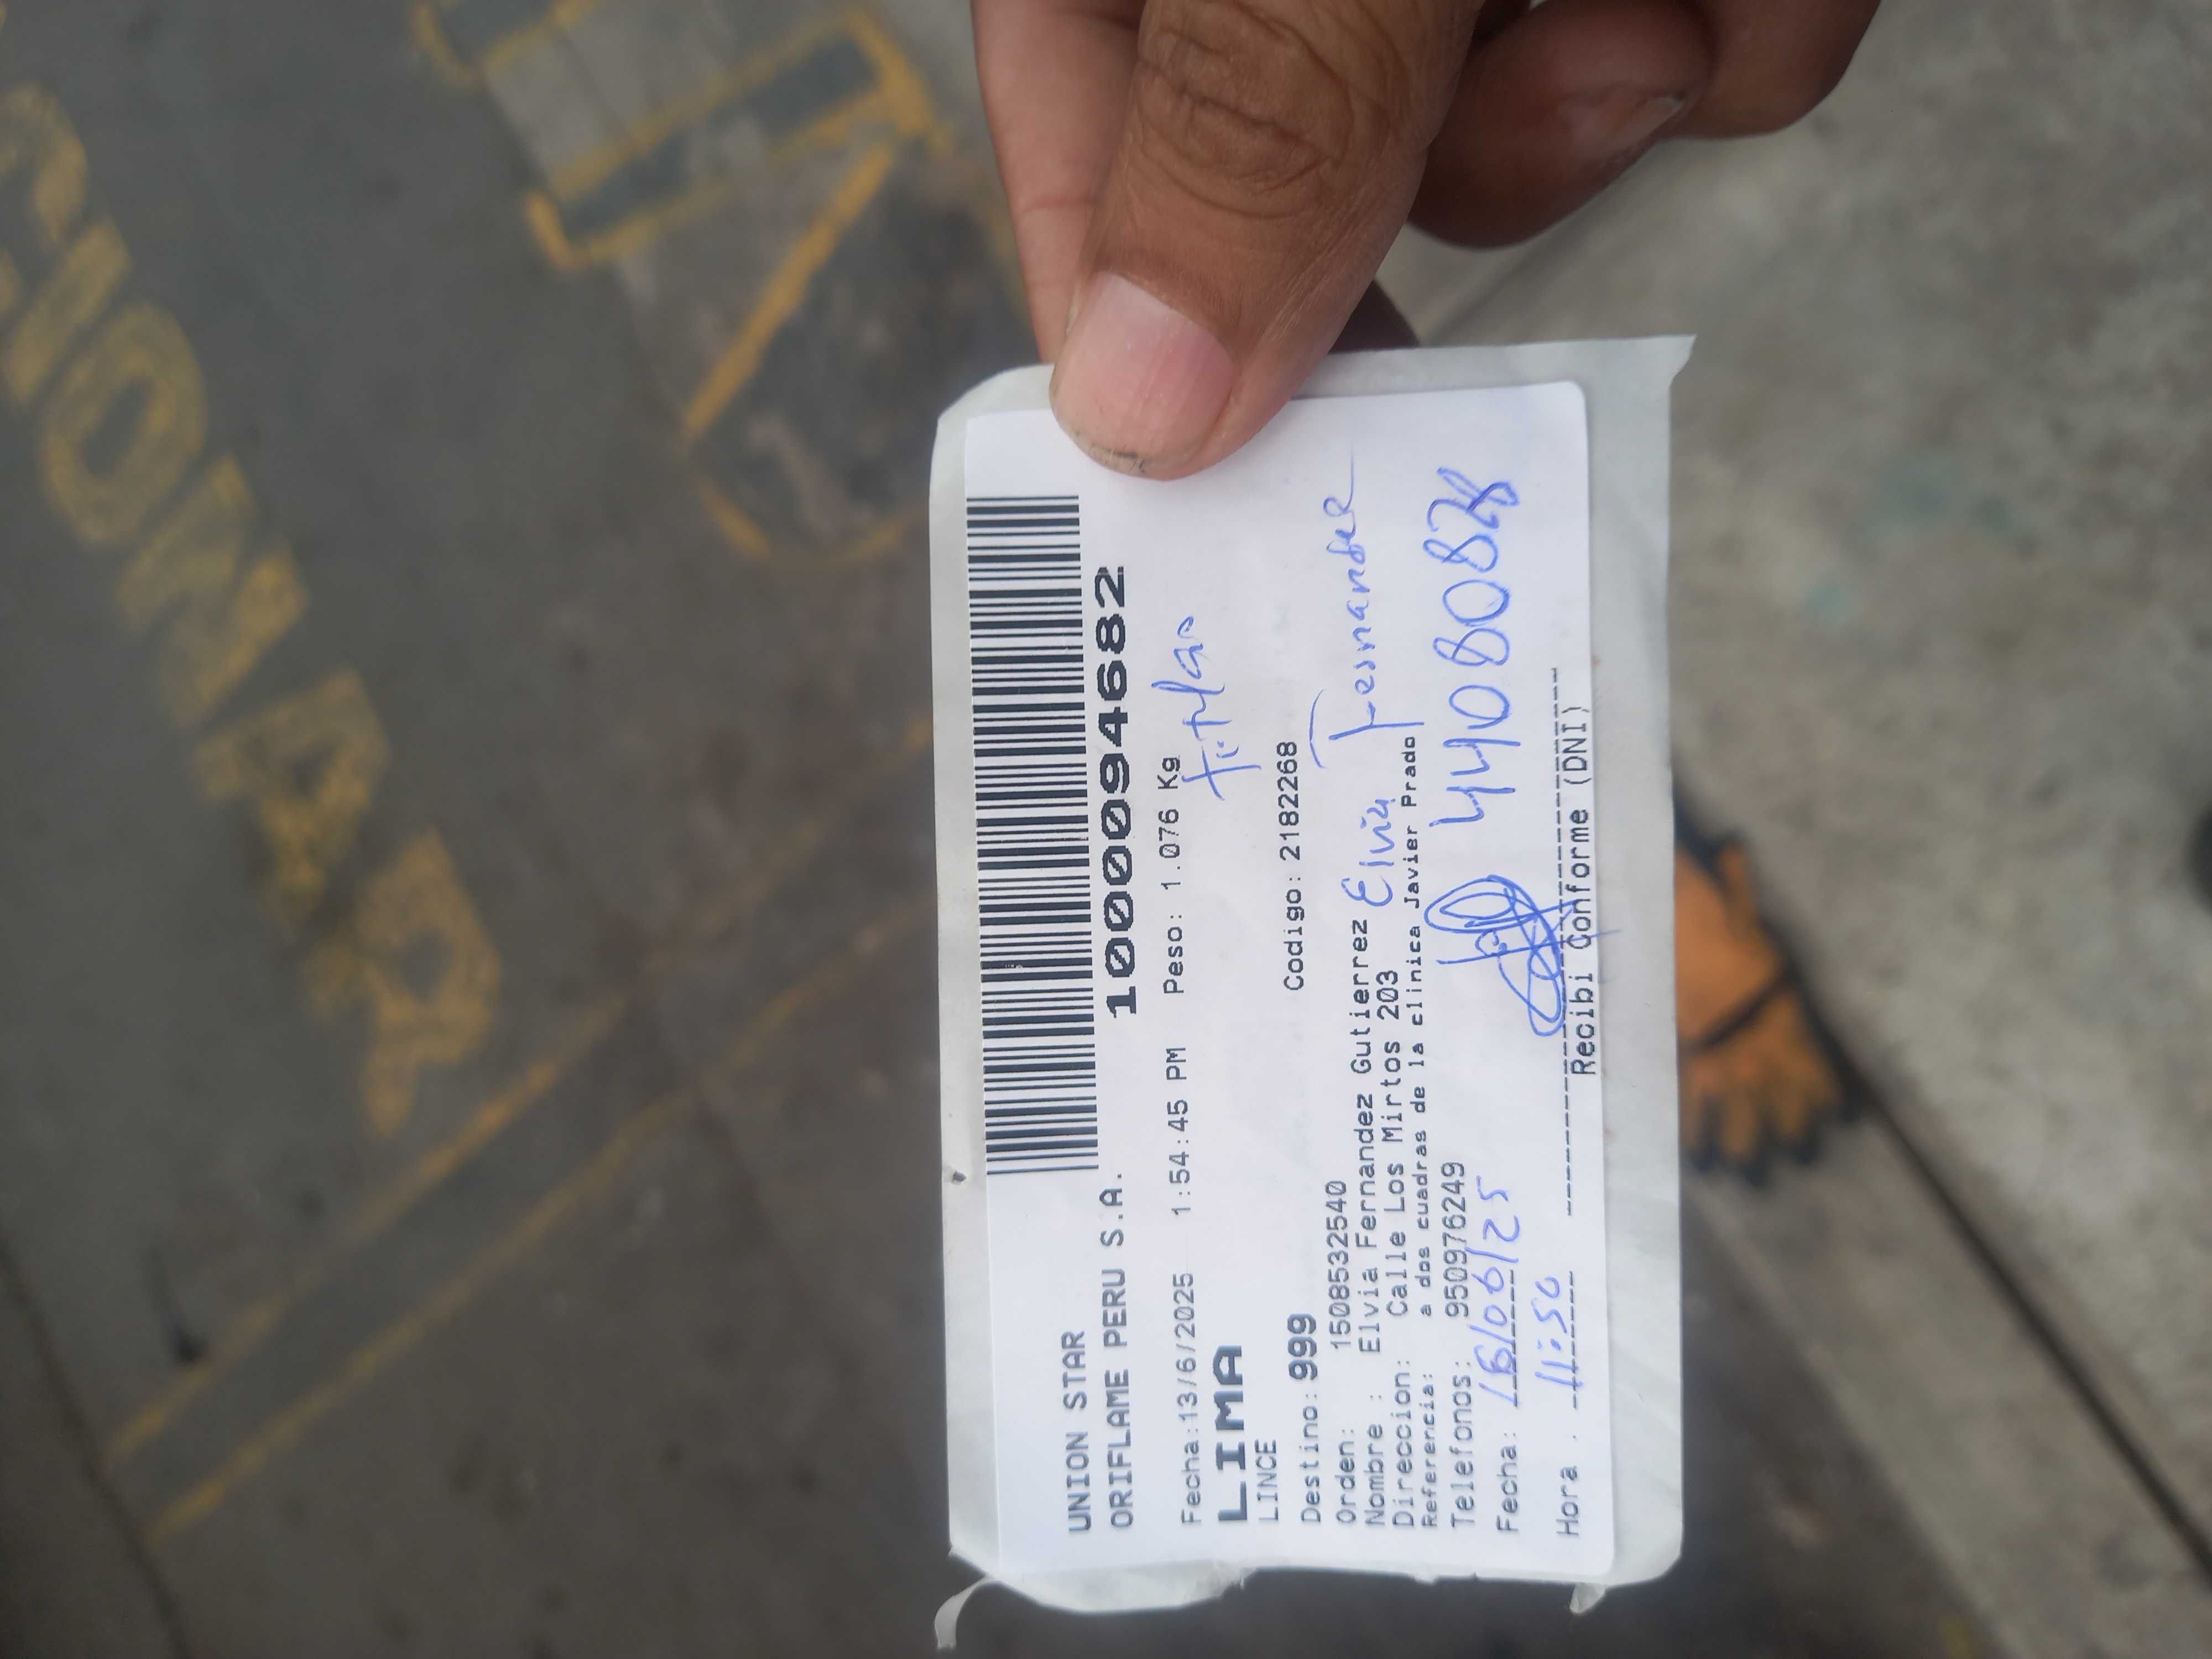 UNION STAR
ORIFLAME PERU S.A. 1000094682
Fecha:13/6/2025 1:54:45 PM Peso: 1.076 Kg
LIMA
titular
LINCE
Destino:999 Codigo: 2182268
Orden: 15085322540
Nombre : Elvia Fernandez Gutierrez
Elvia Fernandez
Direccion: Calle Los Mirtos 203
Referencia: a dos cuadras de la clinica Javier Prado
Telefonos: 950976249
Fecha: 16/06/25
44080828
Hora : 11:50
Recibi Conforme (DNI)
CIONAR